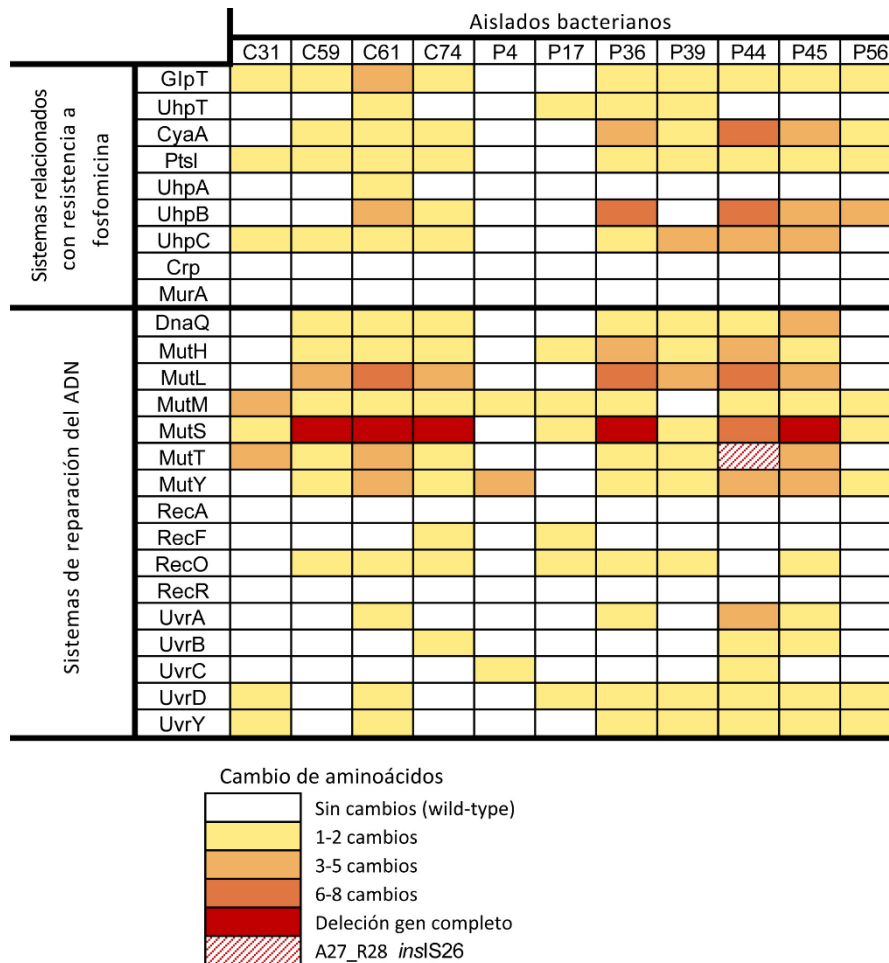 Aislados bacterianos
C31 C59 C61 C74 P4 P17 P36 P39 P44 P45 P56
Sistemas relacionados
con resistencia a
fosfomicina
GlpT
UhpT
CyaA
PtsI
UhpA
UhpB
UhpC
Crp
MurA
Sistemas de reparación del ADN
DnaQ
MutH
MutL
MutM
MutS
MutT
MutY
RecA
RecF
RecO
RecR
UvrA
UvrB
UvrC
UvrD
UvrY
Cambio de aminoácidos
Sin cambios (wild-type)
1-2 cambios
3-5 cambios
6-8 cambios
Deleción gen completo
A27_R28 insIS26